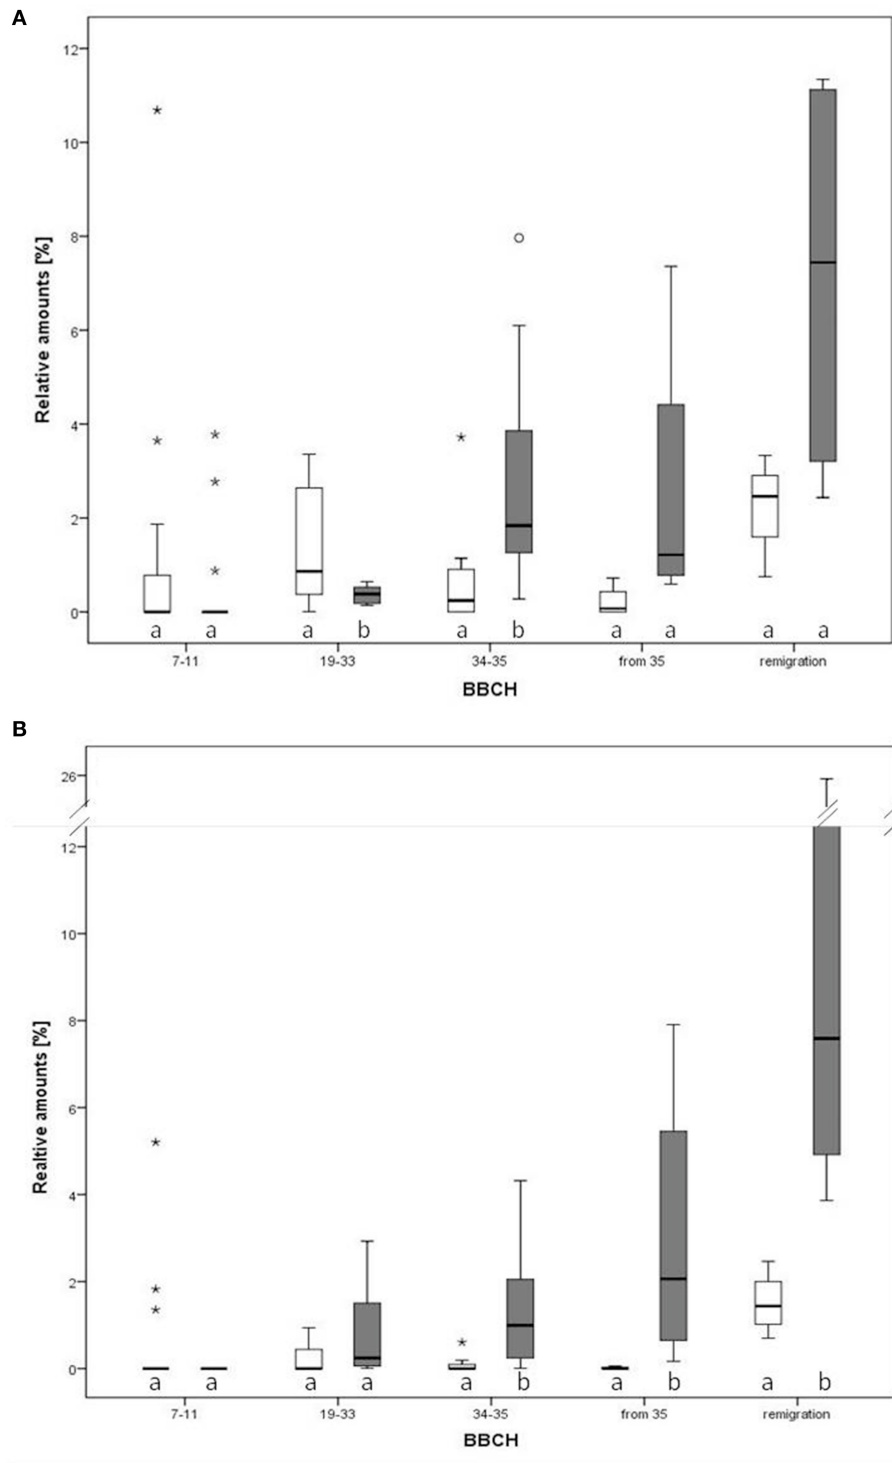 A
12
10
8
6
4
2
0
Relative amounts [%]
a a a b a b a a a a
7-11 19-33 34-35 from 35 remigration
BBCH
B
26
12
10
8
6
4
2
0
Realtive amounts [%]
a a a a a b a b a b
7-11 19-33 34-35 from 35 remigration
BBCH